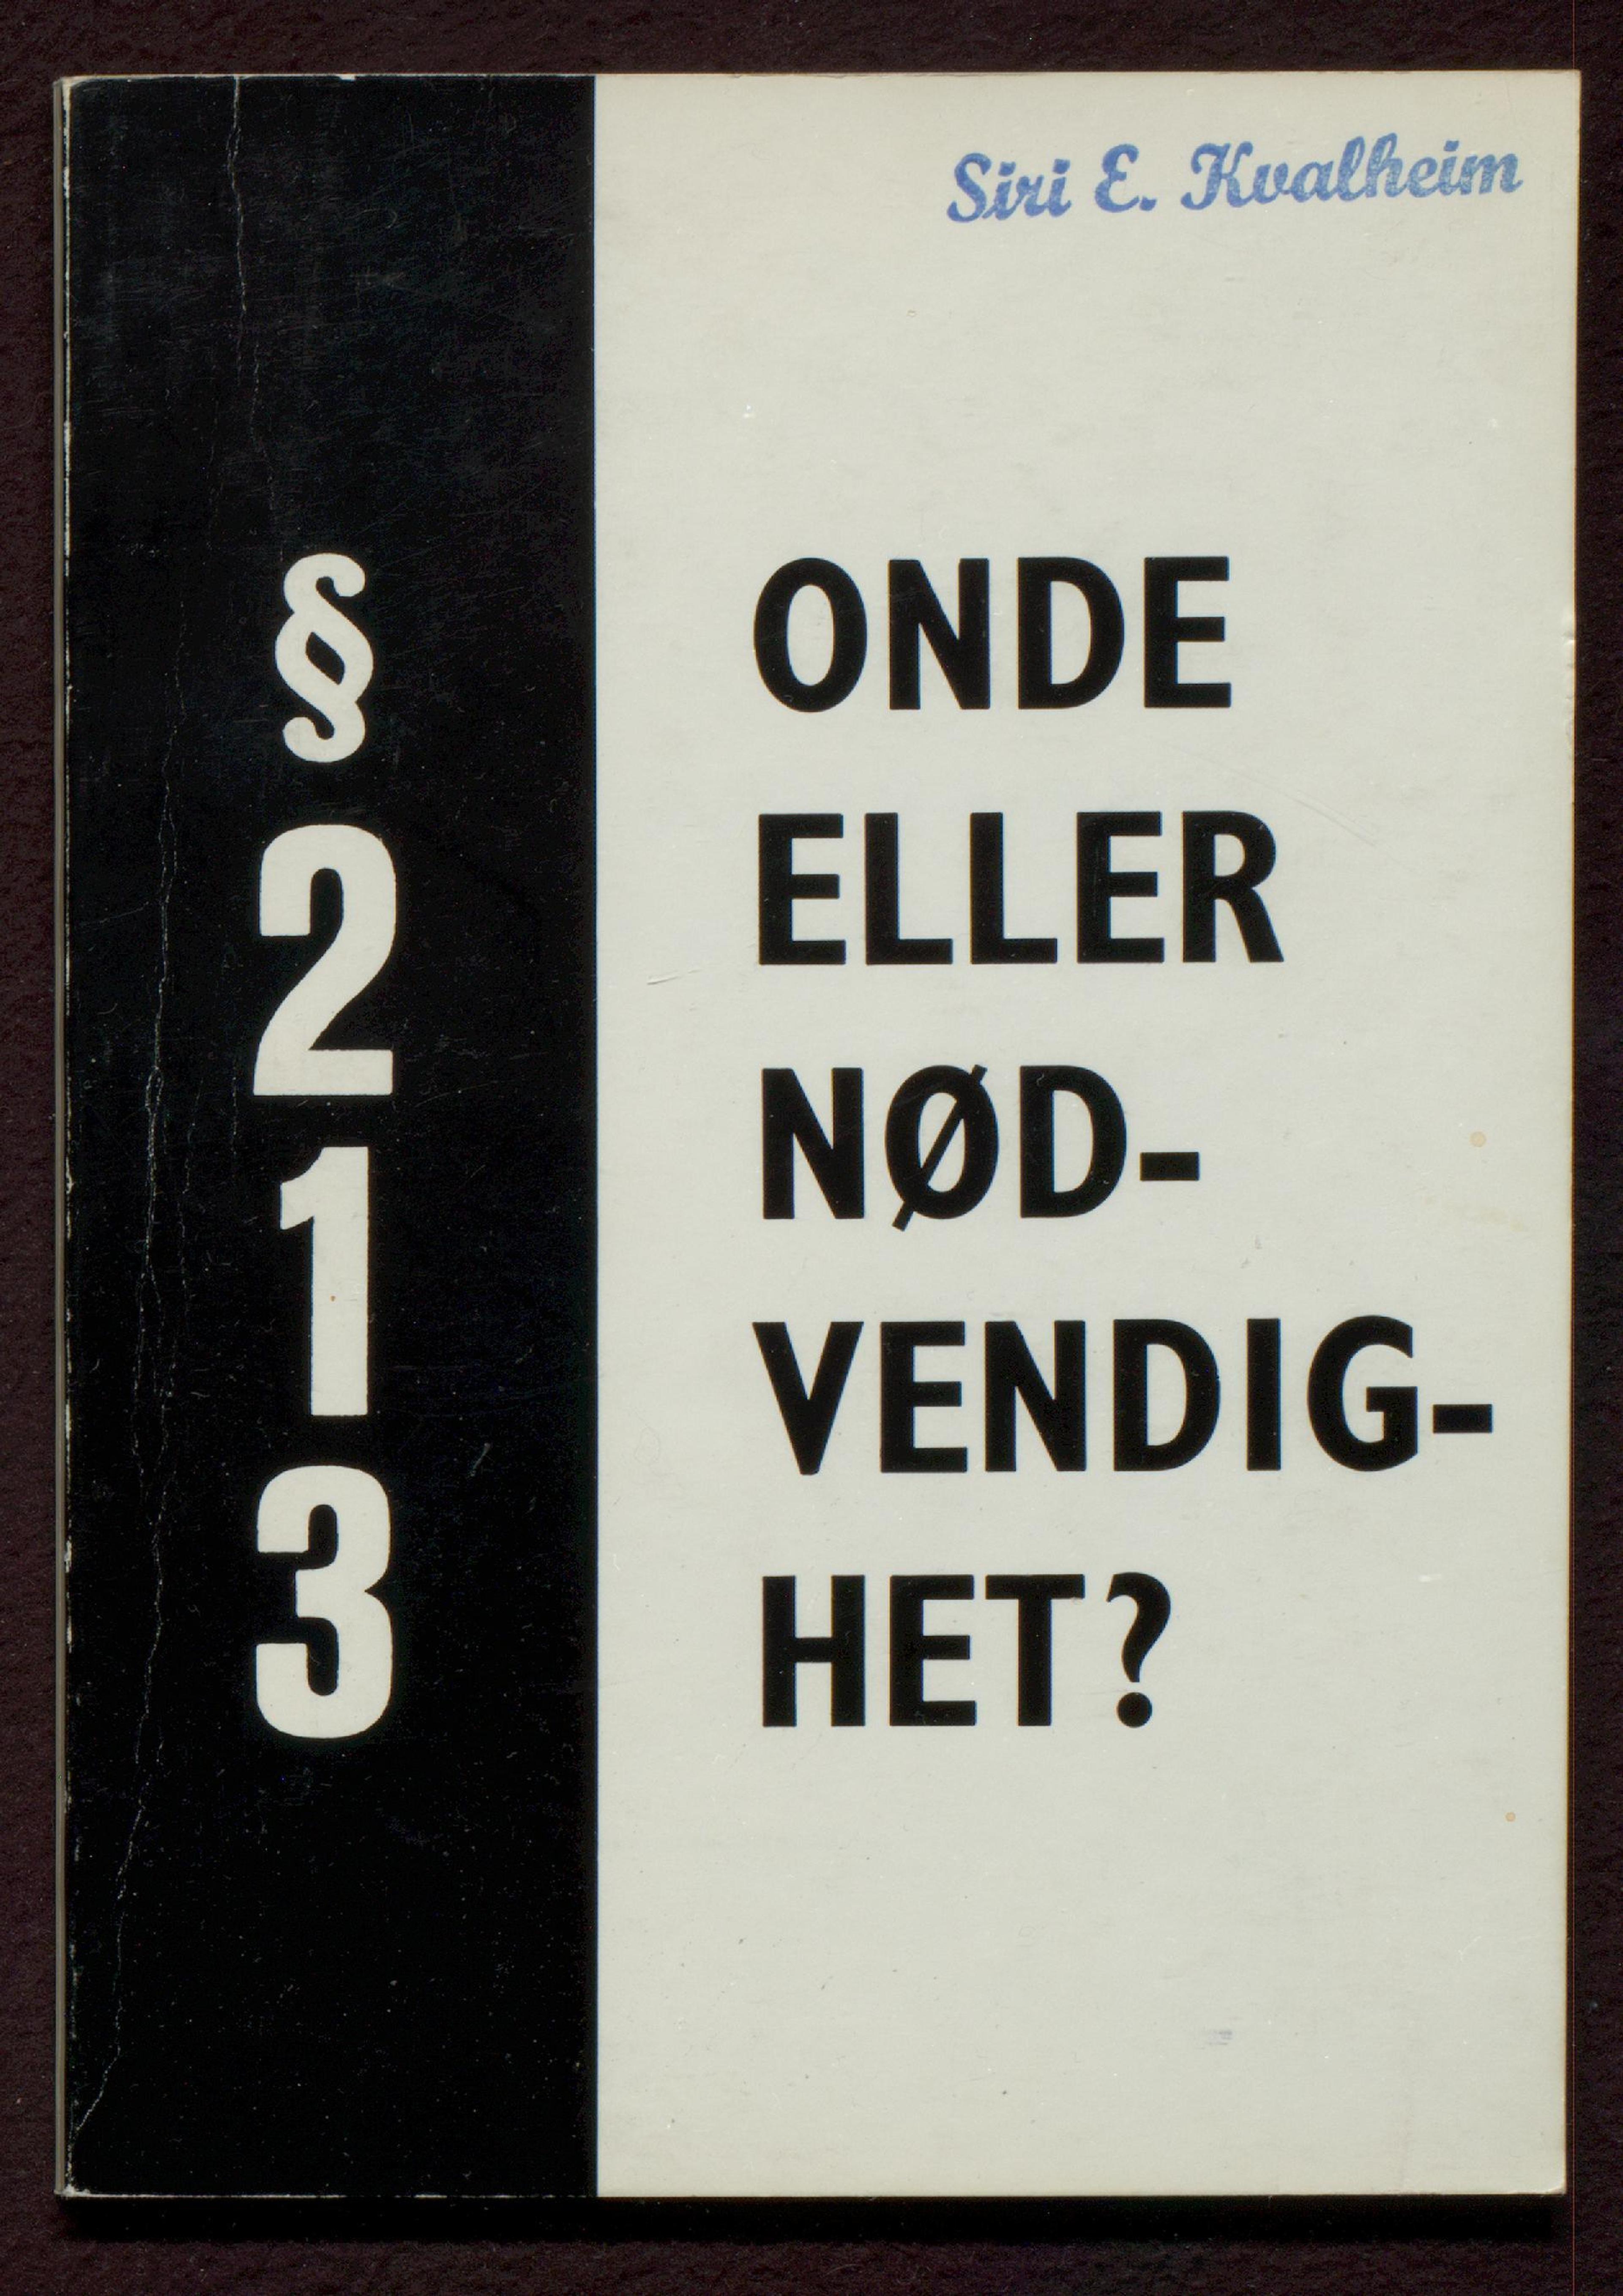 Siri E. Kvalheim
§
2
1
3
ONDE
ELLER
NØD-
VENDIG-
HET?